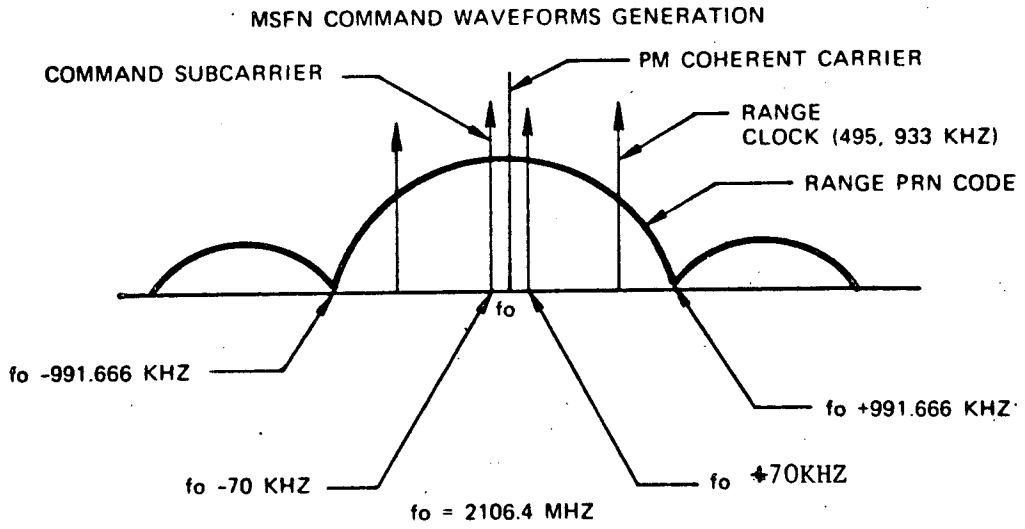 MSFN COMMAND WAVEFORMS GENERATION
COMMAND SUBCARRIER
PM COHERENT CARRIER
RANGE
CLOCK (495, 933 KHZ)
RANGE PRN CODE
fo
fo -991.666 KHZ
fo +991.666 KHZ
fo -70 KHZ
fo +70KHZ
fo = 2106.4 MHZ